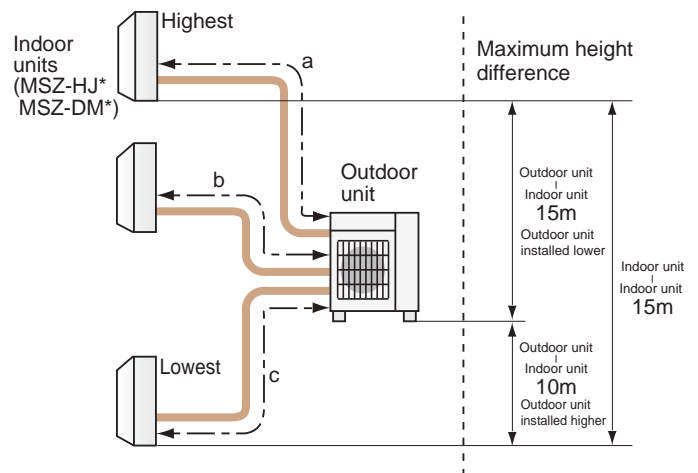 Highest
Indoor
units
(MSZ-HJ*
MSZ-DM*)
a
b
Outdoor
unit
Lowest
c
Maximum height
difference
Outdoor unit
Indoor unit
15m
Outdoor unit
installed lower
Indoor unit
Indoor unit
15m
Outdoor unit
Indoor unit
10m
Outdoor unit
installed higher